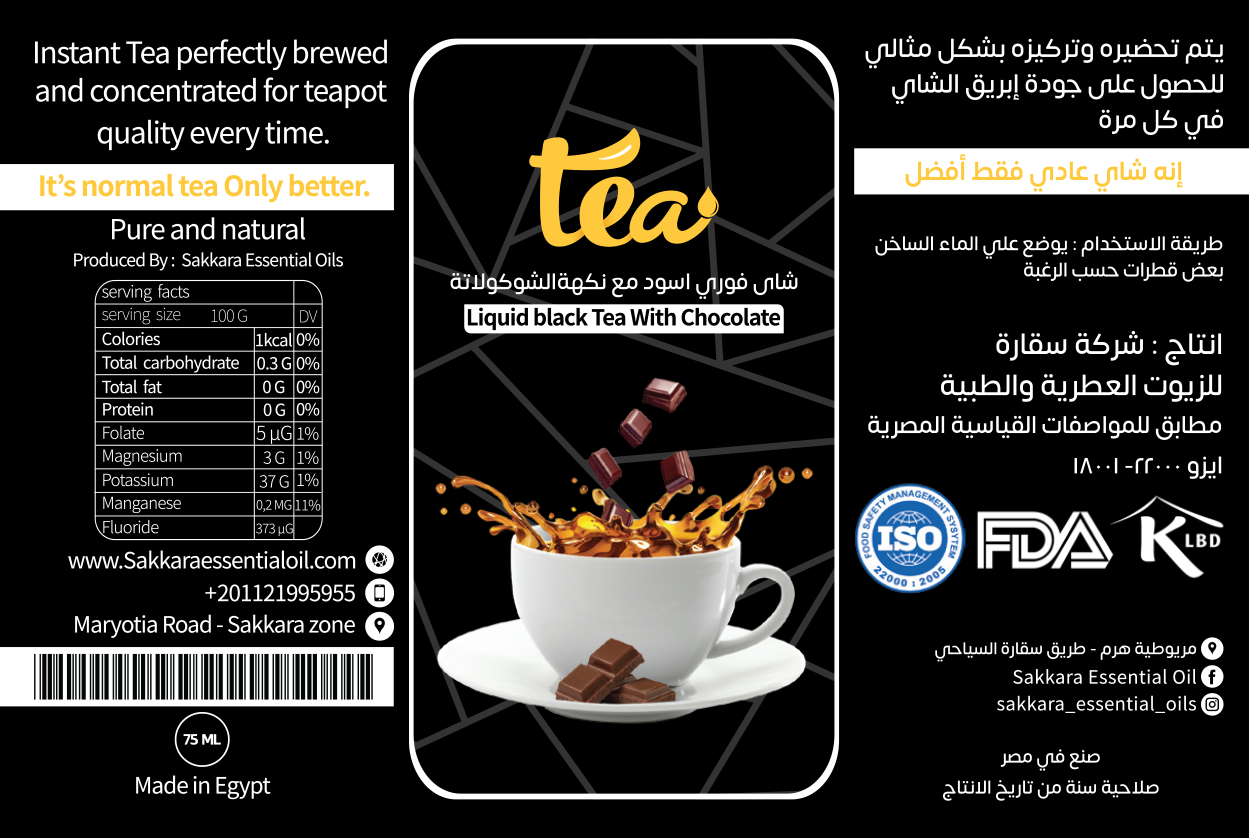 Instant Tea perfectly brewed
and concentrated for teapot
quality every time.
It's normal tea Only better.
Pure and natural
Produced By : Sakkara Essential Oils
serving facts
serving size 100 G DV
Colories 1kcal 0%
Total carbohydrate 0.3 G 0%
Total fat 0 G 0%
Protein 0 G 0%
Folate 5 µG 1%
Magnesium 3 G 1%
Potassium 37 G 1%
Manganese 0,2 MG 11%
Fluoride 373 µG
www.Sakkaraessentialoil.com
+201121995955
Maryotia Road - Sakkara zone
75 ML
Made in Egypt
tea
شاى فوري اسود مع نكهةالشوكولاتة
Liquid black Tea With Chocolate
يتم تحضيره وتركيزه بشكل مثالي
للحصول على جودة إبريق الشاي
في كل مرة
إنه شاي عادي فقط أفضل
طريقة الاستخدام : يوضع علي الماء الساخن
بعض قطرات حسب الرغبة
انتاج : شركة سقارة
للزيوت العطرية والطبية
مطابق للمواصفات القياسية المصرية
ايزو ٢٢٠٠٠- ١٨٠٠١
FOOD SAFETY MANAGEMENT SYSYTEM
ISO
22000 : 2005
FDA
K LBD
مريوطية هرم - طريق سقارة السياحي
Sakkara Essential Oil
sakkara_essential_oils
صنع في مصر
صلاحية سنة من تاريخ الانتاج